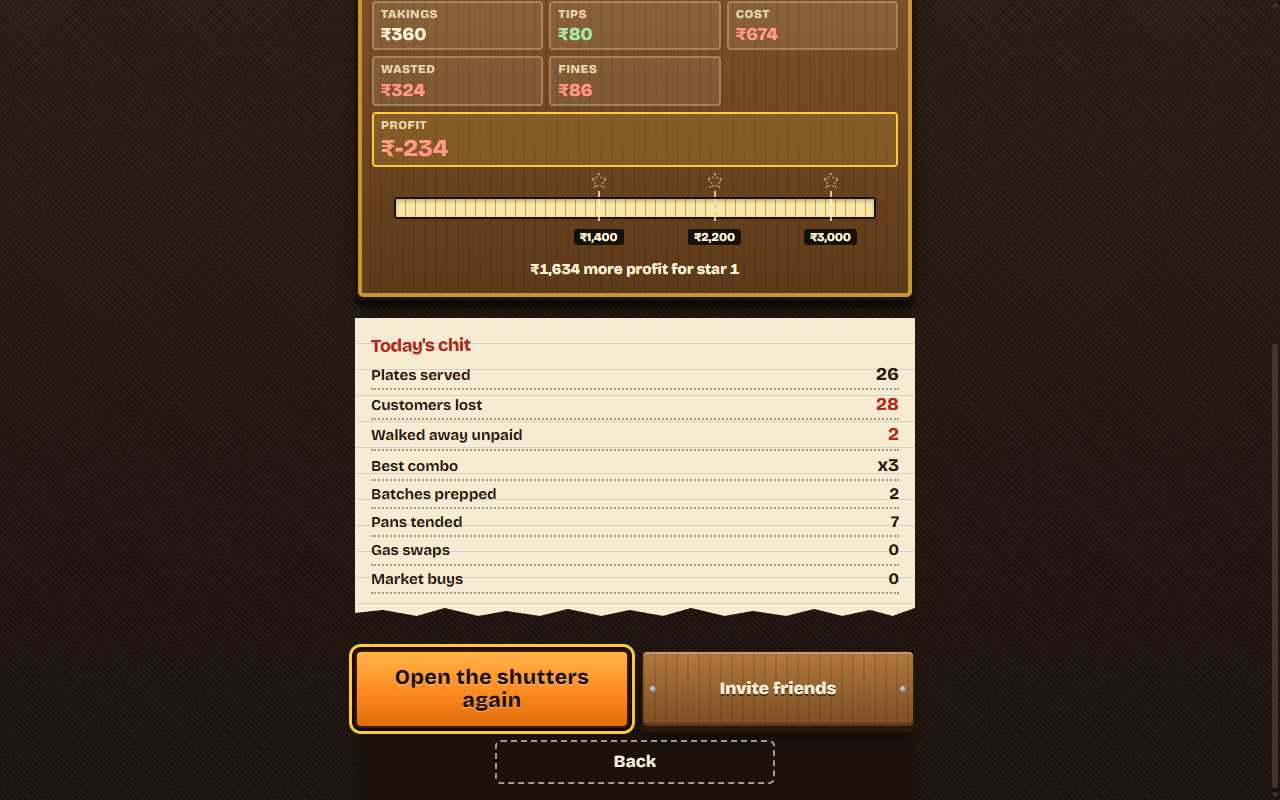 TAKINGS TIPS COST
₹360 ₹80 ₹674
WASTED FINES
₹324 ₹86
PROFIT
₹-234
₹1,400 ₹2,200 ₹3,000
₹1,634 more profit for star 1
Today's chit
Plates served 26
Customers lost 28
Walked away unpaid 2
Best combo x3
Batches prepped 2
Pans tended 7
Gas swaps 0
Market buys 0
Open the shutters
again
Invite friends
Back